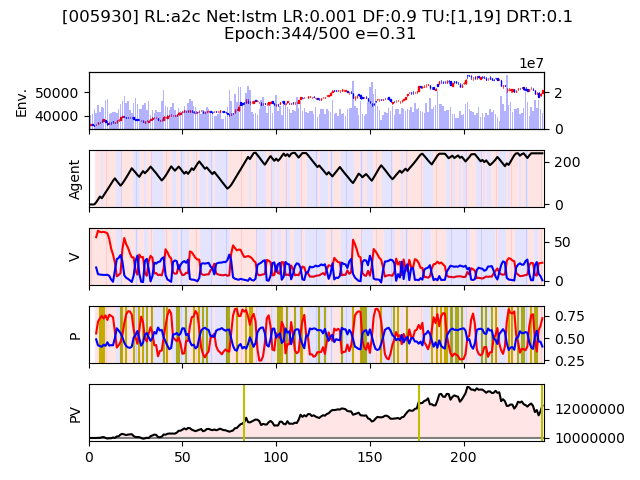 [005930] RL:a2c Net:lstm LR:0.001 DF:0.9 TU:[1,19] DRT:0.1
Epoch:344/500 e=0.31
1e7
Env.
50000
40000
2
0
Agent
200
0
V
50
0
P
0.75
0.50
0.25
PV
12000000
10000000
0 50 100 150 200